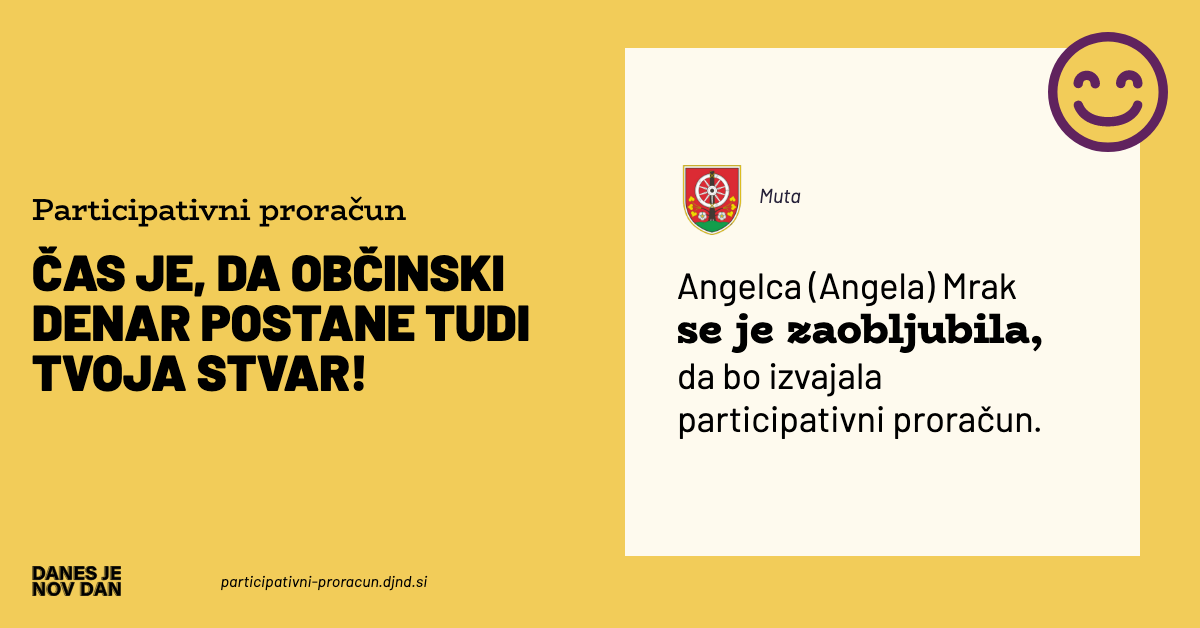 Participativni proračun
ČAS JE, DA OBČINSKI
DENAR POSTANE TUDI
TVOJA STVAR!
DANES JE
NOV DAN
participativni-proracun.djnd.si
Muta
Angelca (Angela) Mrak
se je zaobljubila,
da bo izvajala
participativni proračun.